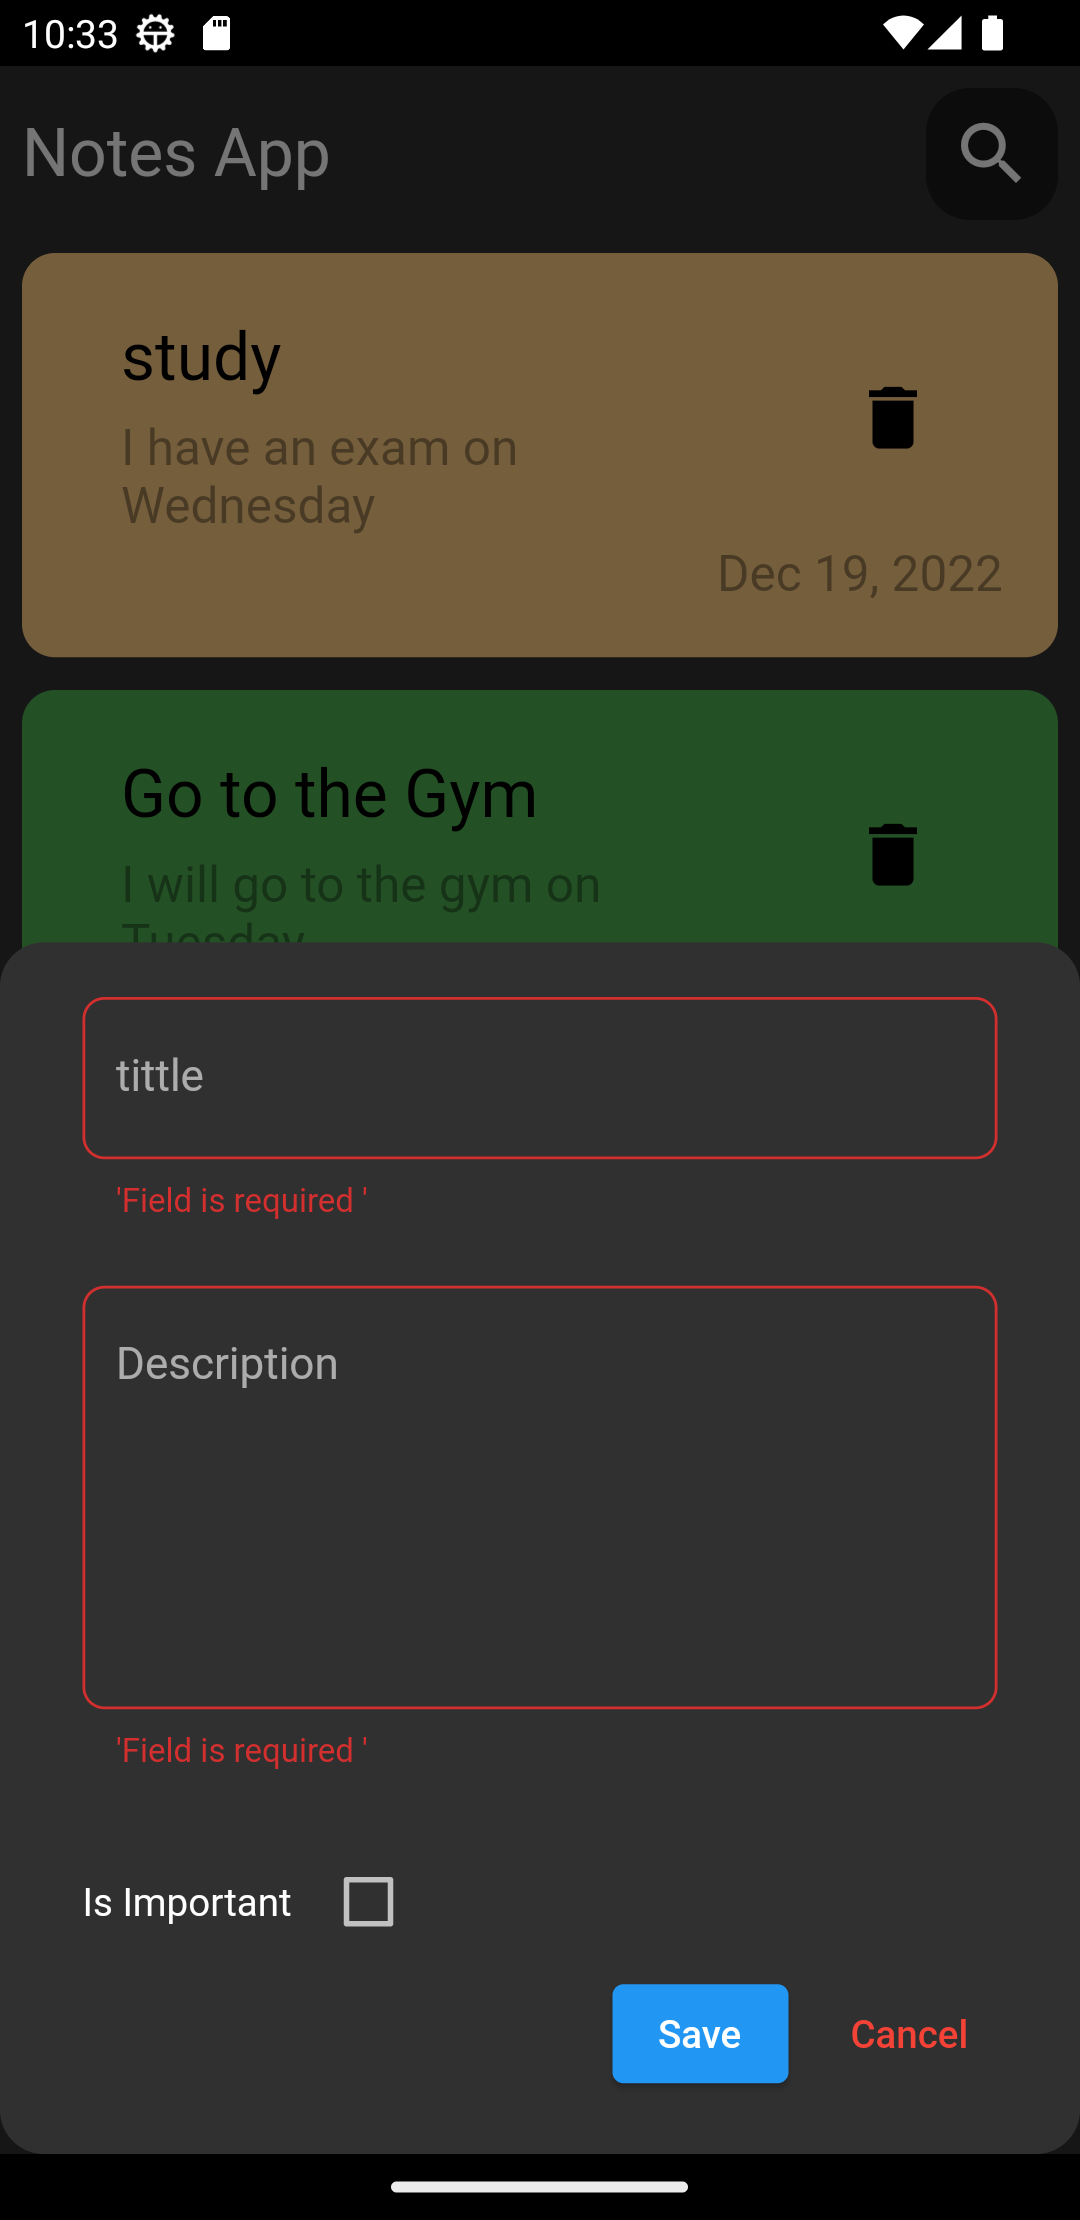 10:33
Notes App
study
I have an exam on
Wednesday
Dec 19, 2022
Go to the Gym
I will go to the gym on
Tuesday
tittle
'Field is required '
Description
'Field is required '
Is Important
Save
Cancel